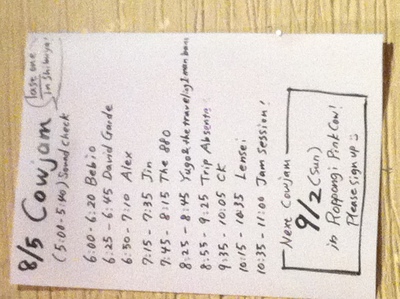 8/5 Cowjam
last one
in Shibuya!
(5:00-5:40) Sound check
6:00-6:20 Bebio
6:25 - 6:45 David Garde
6:50 - 7:10 Alex
7:15 - 7:35 Jin
7:45 - 8:15 The 880
8:25 - 8:45 Yugo & the traveling 1 man band
8:55 - 9:25 Trip Absenta
9:35 - 10:05 CK
10:15 - 10:35 Lensei
10:35 - 11:00 Jam Session!
Next Cowjam
9/2 (Sun)
in Roppongi Pink Cow!
Please sign up